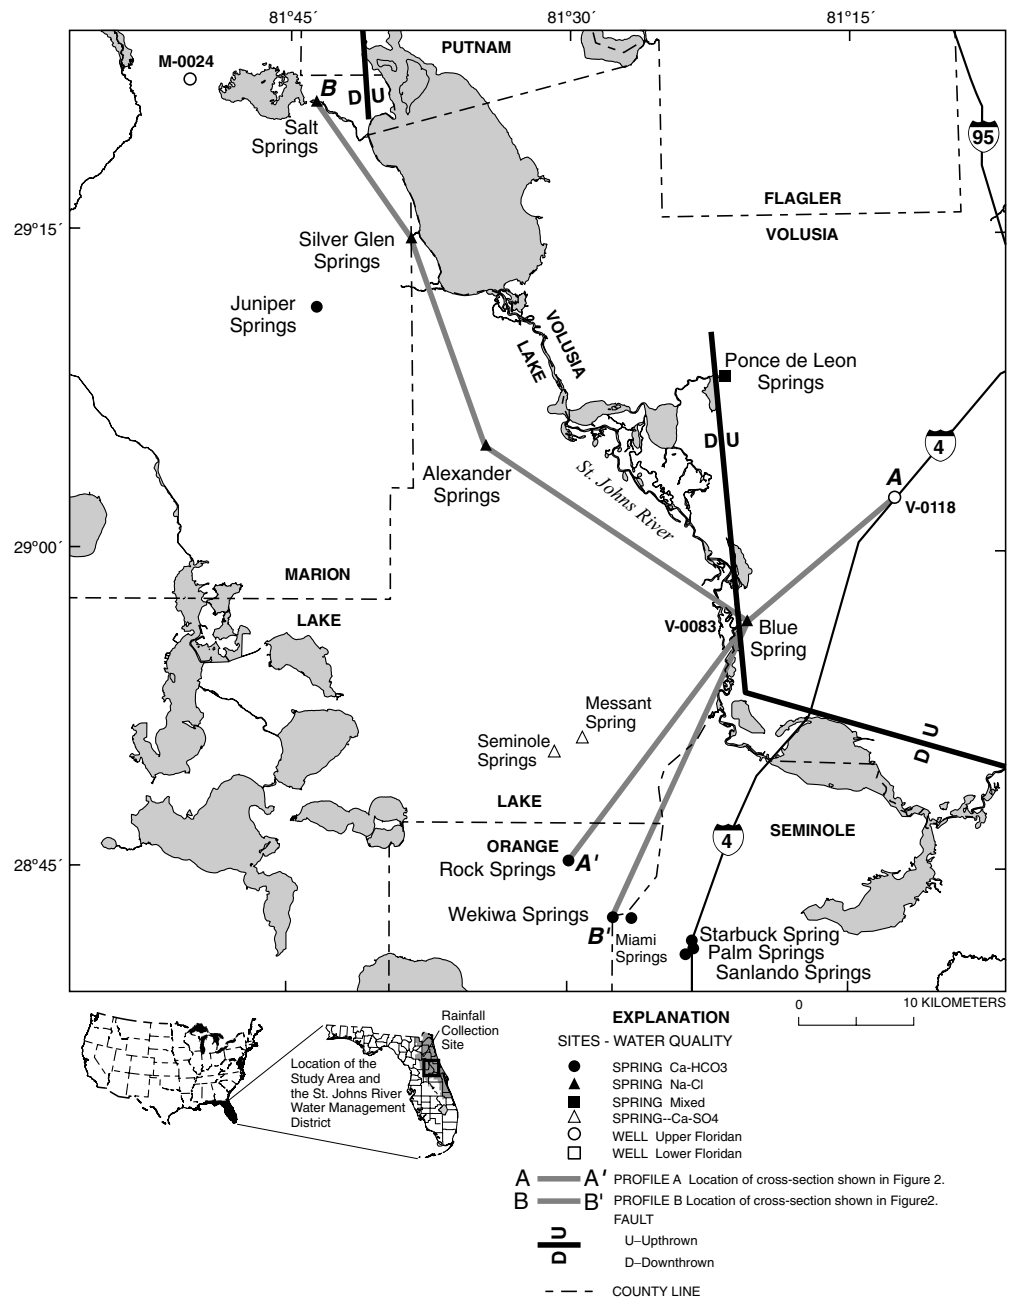 81°45´
81°30´
81°15´
PUTNAM
M-0024
B
D U
Salt
Springs
95
FLAGLER
VOLUSIA
29°15´
Silver Glen
Springs
Juniper
Springs
VOLUSIA
LAKE
Ponce de Leon
Springs
D U
4
A
V-0118
Alexander
Springs
St. Johns River
29°00´
MARION
LAKE
V-0083
Blue
Spring
Messant
Spring
Seminole
Springs
D U
LAKE
ORANGE
SEMINOLE
4
28°45´
Rock Springs
A'
Wekiwa Springs
B'
Miami
Springs
Starbuck Spring
Palm Springs
Sanlando Springs
0
10 KILOMETERS
Rainfall
Collection
Site
Location of the
Study Area and
the St. Johns River
Water Management
District
EXPLANATION
SITES - WATER QUALITY
SPRING Ca-HCO3
SPRING Na-Cl
SPRING Mixed
SPRING--Ca-SO4
WELL Upper Floridan
WELL Lower Floridan
A A' PROFILE A Location of cross-section shown in Figure 2.
B B' PROFILE B Location of cross-section shown in Figure2.
FAULT
D U
U–Upthrown
D–Downthrown
COUNTY LINE